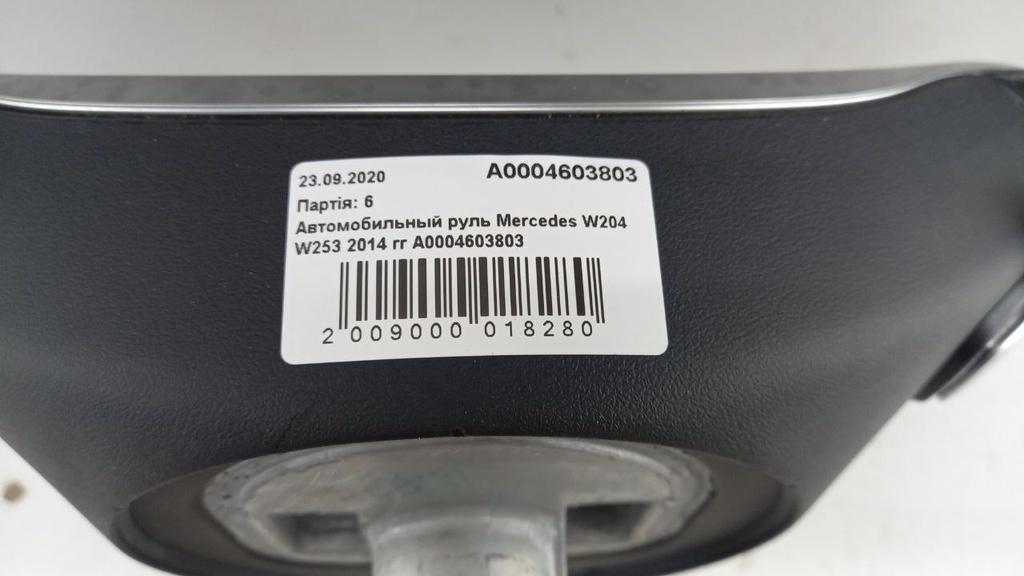 23.09.2020 A0004603803
Партія: 6
Автомобильный руль Mercedes W204
W253 2014 гг A0004603803
2 009000 018280